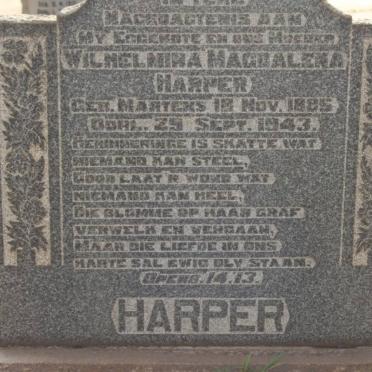 NAGEDAGTENIS AAN
MY EGGENOTE EN ONS MOEDER
WILHELMINA MAGDALENA
HARPER
GEB. MARTENS 18 NOV. 1885
OORL. 29 SEPT. 1943.
HERINNERINGE IS SKATTE WAT
NIEMAND KAN STEEL,
DOOD LAAT N WOND WAT
NIEMAND KAN HEEL,
DIE BLOMME OP HAAR GRAF
VERWELK EN VERGAAN,
MAAR DIE LIEFDE IN ONS
HARTE SAL EWIG BLY STAAN.
OPENB. 14.13.
HARPER